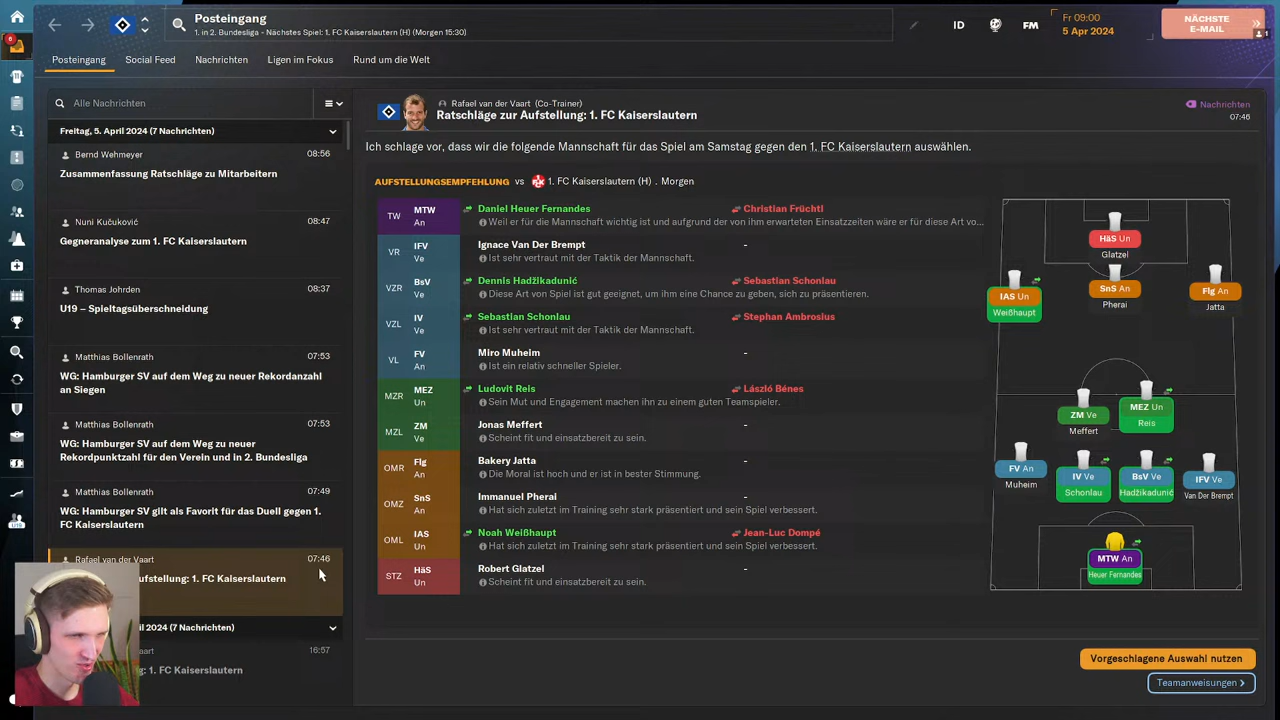 Posteingang
1. in 2. Bundesliga - Nächstes Spiel: 1. FC Kaiserslautern (H) (Morgen 15:30)
ID
FM
Fr 09:00
5 Apr 2024
NÄCHSTE
E-MAIL
1
6
Posteingang
Social Feed
Nachrichten
Ligen im Fokus
Rund um die Welt
Alle Nachrichten
Freitag, 5. April 2024 (7 Nachrichten)
Bernd Wehmeyer
08:56
Zusammenfassung Ratschläge zu Mitarbeitern
Nuni Kučuković
08:47
Gegneranalyse zum 1. FC Kaiserslautern
Thomas Johrden
08:37
U19 – Spieltagsüberschneidung
Matthias Bollenrath
07:53
WG: Hamburger SV auf dem Weg zu neuer Rekordanzahl
an Siegen
Matthias Bollenrath
07:53
WG: Hamburger SV auf dem Weg zu neuer
Rekordpunktzahl für den Verein und in 2. Bundesliga
Matthias Bollenrath
07:49
WG: Hamburger SV gilt als Favorit für das Duell gegen 1.
FC Kaiserslautern
Rafael van der Vaart
07:46
ufstellung: 1. FC Kaiserslautern
il 2024 (7 Nachrichten)
aart
16:57
g: 1. FC Kaiserslautern
U19
Rafael van der Vaart (Co-Trainer)
Ratschläge zur Aufstellung: 1. FC Kaiserslautern
Nachrichten
07:46
Ich schlage vor, dass wir die folgende Mannschaft für das Spiel am Samstag gegen den 1. FC Kaiserslautern auswählen.
AUFSTELLUNGSEMPFEHLUNG vs 1. FC Kaiserslautern (H) . Morgen
TW MTW An
Daniel Heuer Fernandes
Christian Früchtl
Weil er für die Mannschaft wichtig ist und aufgrund der von ihm erwarteten Einsatzzeiten wäre er für diese Art vo...
VR IFV Ve
Ignace Van Der Brempt
-
Ist sehr vertraut mit der Taktik der Mannschaft.
VZR BsV Ve
Dennis Hadžikadunić
Sebastian Schonlau
Diese Art von Spiel ist gut geeignet, um ihm eine Chance zu geben, sich zu präsentieren.
VZL IV Ve
Sebastian Schonlau
Stephan Ambrosius
Ist sehr vertraut mit der Taktik der Mannschaft.
VL FV An
Miro Muheim
-
Ist ein relativ schneller Spieler.
MZR MEZ Un
Ludovit Reis
László Bénes
Sein Mut und Engagement machen ihn zu einem guten Teamspieler.
MZL ZM Ve
Jonas Meffert
-
Scheint fit und einsatzbereit zu sein.
OMR Flg An
Bakery Jatta
-
Die Moral ist hoch und er ist in bester Stimmung.
OMZ SnS An
Immanuel Pherai
-
Hat sich zuletzt im Training sehr stark präsentiert und sein Spiel verbessert.
OML IAS Un
Noah Weißhaupt
Jean-Luc Dompé
Hat sich zuletzt im Training sehr stark präsentiert und sein Spiel verbessert.
STZ HäS Un
Robert Glatzel
-
Scheint fit und einsatzbereit zu sein.
HäS Un
Glatzel
IAS Un
Weißhaupt
SnS An
Pherai
Flg An
Jatta
ZM Ve
Meffert
MEZ Un
Reis
FV An
Muheim
IV Ve
Schonlau
BsV Ve
Hadžikadunić
IFV Ve
Van Der Brempt
MTW An
Heuer Fernandes
Vorgeschlagene Auswahl nutzen
Teamanweisungen